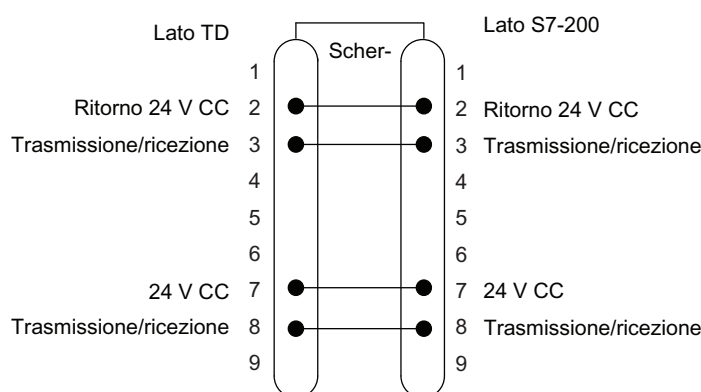 Lato TD
Lato S7-200
Scher-
1 1
Ritorno 24 V CC 2 2 Ritorno 24 V CC
Trasmissione/ricezione 3 3 Trasmissione/ricezione
4 4
5 5
6 6
24 V CC 7 7 24 V CC
Trasmissione/ricezione 8 8 Trasmissione/ricezione
9 9